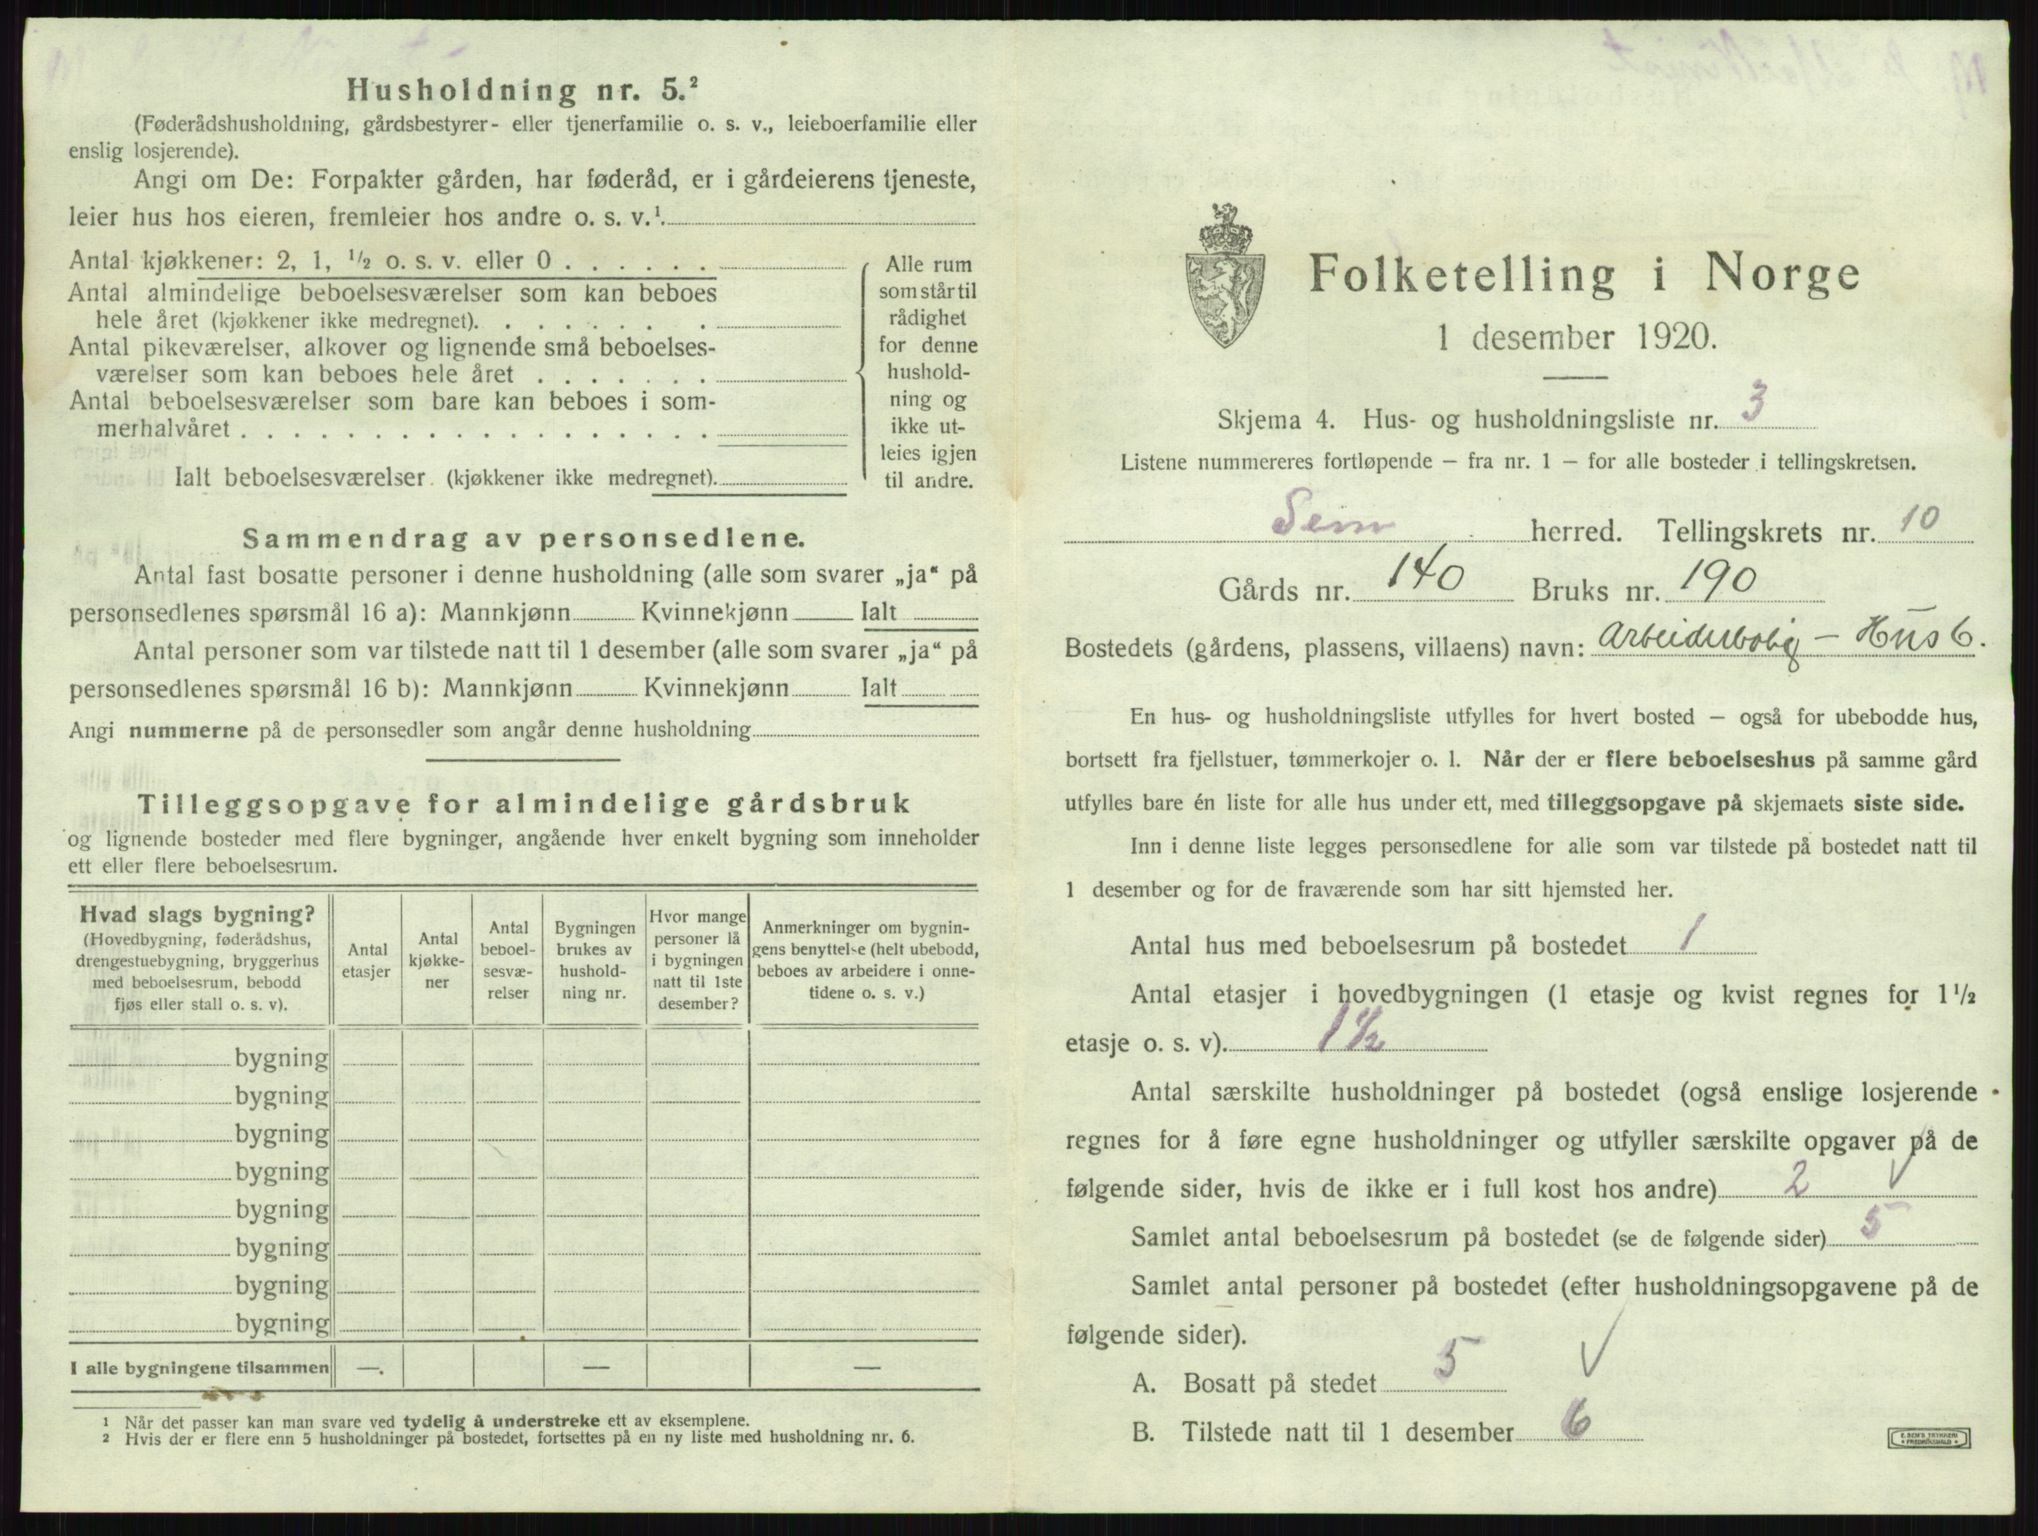 Husholdning nr. 5.²
(Føderådshusholdning, gårdsbestyrer- eller tjenerfamilie o. s. v., leieboerfamilie eller
enslig losjerende).
Angi om De: Forpakter gården, har føderåd, er i gårdeierens tjeneste,
leier hus hos eieren, fremleier hos andre o. s. v.¹
Antal kjøkkener: 2, 1, ½ o. s. v. eller 0 . . . . . .
Antal almindelige beboelsesværelser som kan beboes
hele året (kjøkkener ikke medregnet). . . . . . . .
Antal pikeværelser, alkover og lignende små beboelses-
værelser som kan beboes hele året . . . . . . .
Antal beboelsesværelser som bare kan beboes i som-
merhalvåret . . . . . . . . . . . . . . . . . .
Ialt beboelsesværelser (kjøkkener ikke medregnet).
Alle rum
som står til
rådighet
for denne
hushold-
ning og
ikke ut-
leies igjen
til andre.
Sammendrag av personsedlene.
Antal fast bosatte personer i denne husholdning (alle som svarer „ja“ på
personsedlenes spørsmål 16 a): Mannkjønn Kvinnekjønn Ialt
Antal personer som var tilstede natt til 1 desember (alle som svarer „ja“ på
personsedlenes spørsmål 16 b): Mannkjønn Kvinnekjønn Ialt
Angi nummerne på de personsedler som angår denne husholdning
Tilleggsopgave for almindelige gårdsbruk
og lignende bosteder med flere bygninger, angående hver enkelt bygning som inneholder
ett eller flere beboelsesrum.
Hvad slags bygning?
(Hovedbygning, føderådshus,
drengestuebygning, bryggerhus
med beboelsesrum, bebodd
fjøs eller stall o. s. v).
Antal
etasjer
Antal
kjøkke-
ner
Antal
beboel-
sesvæ-
relser
Bygningen
brukes av
hushold-
ning nr.
Hvor mange
personer lå
i bygningen
natt til 1ste
desember?
Anmerkninger om bygnin-
gens benyttelse (helt ubebodd,
beboes av arbeidere i onne-
tidene o. s. v.)
bygning
bygning
bygning
bygning
bygning
bygning
bygning
bygning
I alle bygningene tilsammen —. — —
¹ Når det passer kan man svare ved tydelig å understreke ett av eksemplene.
² Hvis der er flere enn 5 husholdninger på bostedet, fortsettes på en ny liste med husholdning nr. 6.
Folketelling i Norge
1 desember 1920.
Skjema 4. Hus- og husholdningsliste nr. 3
Listene nummereres fortløpende — fra nr. 1 — for alle bosteder i tellingskretsen.
Sem herred. Tellingskrets nr. 10
Gårds nr. 140 Bruks nr. 190
Bostedets (gårdens, plassens, villaens) navn: Arbeiderbolig — Hus 6.
En hus- og husholdningsliste utfylles for hvert bosted — også for ubebodde hus,
bortsett fra fjellstuer, tømmerkojer o. l. Når der er flere beboelseshus på samme gård
utfylles bare én liste for alle hus under ett, med tilleggsopgave på skjemaets siste side.
Inn i denne liste legges personsedlene for alle som var tilstede på bostedet natt til
1 desember og for de fraværende som har sitt hjemsted her.
Antal hus med beboelsesrum på bostedet 1
Antal etasjer i hovedbygningen (1 etasje og kvist regnes for 1½
etasje o. s. v). 1½
Antal særskilte husholdninger på bostedet (også enslige losjerende
regnes for å føre egne husholdninger og utfyller særskilte opgaver på de
følgende sider, hvis de ikke er i full kost hos andre) 2
Samlet antal beboelsesrum på bostedet (se de følgende sider) 5
Samlet antal personer på bostedet (efter husholdningsopgavene på de
følgende sider).
A. Bosatt på stedet 5
B. Tilstede natt til 1 desember 6
E. SEM'S TRYKKERI
FREDRIKSHALD